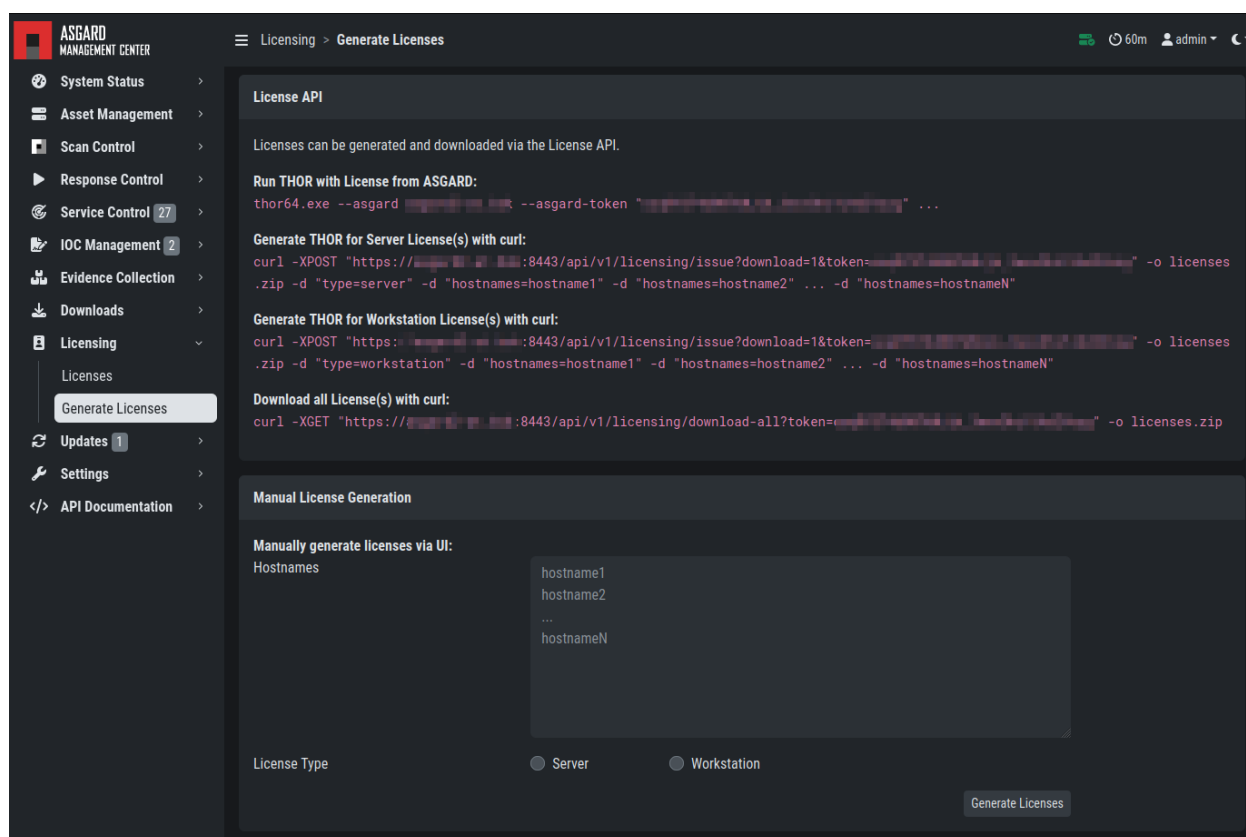 ASGARD
MANAGEMENT CENTER
Licensing > Generate Licenses
60m
admin
System Status
Asset Management
Scan Control
Response Control
Service Control 27
IOC Management 2
Evidence Collection
Downloads
Licensing
Licenses
Generate Licenses
Updates 1
Settings
API Documentation
License API
Licenses can be generated and downloaded via the License API.
Run THOR with License from ASGARD:
thor64.exe --asgard --asgard-token " " ...
Generate THOR for Server License(s) with curl:
curl -XPOST "https:// :8443/api/v1/licensing/issue?download=1&token= " -o licenses
.zip -d "type=server" -d "hostnames=hostname1" -d "hostnames=hostname2" ... -d "hostnames=hostnameN"
Generate THOR for Workstation License(s) with curl:
curl -XPOST "https: :8443/api/v1/licensing/issue?download=1&token= " -o licenses
.zip -d "type=workstation" -d "hostnames=hostname1" -d "hostnames=hostname2" ... -d "hostnames=hostnameN"
Download all License(s) with curl:
curl -XGET "https:// :8443/api/v1/licensing/download-all?token= " -o licenses.zip
Manual License Generation
Manually generate licenses via UI:
Hostnames
hostname1
hostname2
...
hostnameN
License Type
Server
Workstation
Generate Licenses